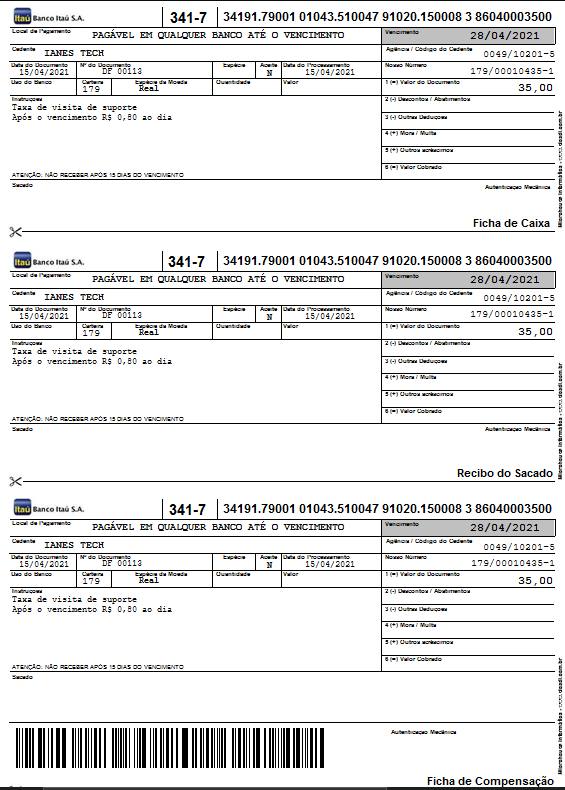 Itaú Banco Itaú S.A. 341-7 34191.79001 01043.510047 91020.150008 3 86040003500
Local de Pagamento Vencimento
PAGÁVEL EM QUALQUER BANCO ATÉ O VENCIMENTO 28/04/2021
Cedente Agência / Código do Cedente
IANES TECH 0049/10201-5
Data do Documento Nº do Documento Espécie Aceite Data do Processamento Nosso Número
15/04/2021 DF 00113 N 15/04/2021 179/00010435-1
Uso do Banco Carteira Espécie da Moeda Quantidade Valor 1 (=) Valor do Documento
179 Real 35,00
Instruções 2 (-) Descontos / Abatimentos
Taxa de visita de suporte
Após o vencimento R$ 0,80 ao dia
3 (-) Outras Deduções
4 (+) Mora / Multa
5 (+) Outros acréscimos
6 (=) Valor Cobrado
ATENÇÃO: NÃO RECEBER APÓS 15 DIAS DO VENCIMENTO
Sacado Autenticação Mecânica
Ficha de Caixa
Itaú Banco Itaú S.A. 341-7 34191.79001 01043.510047 91020.150008 3 86040003500
Local de Pagamento Vencimento
PAGÁVEL EM QUALQUER BANCO ATÉ O VENCIMENTO 28/04/2021
Cedente Agência / Código do Cedente
IANES TECH 0049/10201-5
Data do Documento Nº do Documento Espécie Aceite Data do Processamento Nosso Número
15/04/2021 DF 00113 N 15/04/2021 179/00010435-1
Uso do Banco Carteira Espécie da Moeda Quantidade Valor 1 (=) Valor do Documento
179 Real 35,00
Instruções 2 (-) Descontos / Abatimentos
Taxa de visita de suporte
Após o vencimento R$ 0,80 ao dia
3 (-) Outras Deduções
4 (+) Mora / Multa
5 (+) Outros acréscimos
6 (=) Valor Cobrado
ATENÇÃO: NÃO RECEBER APÓS 15 DIAS DO VENCIMENTO
Sacado Autenticação Mecânica
Recibo do Sacado
Itaú Banco Itaú S.A. 341-7 34191.79001 01043.510047 91020.150008 3 86040003500
Local de Pagamento Vencimento
PAGÁVEL EM QUALQUER BANCO ATÉ O VENCIMENTO 28/04/2021
Cedente Agência / Código do Cedente
IANES TECH 0049/10201-5
Data do Documento Nº do Documento Espécie Aceite Data do Processamento Nosso Número
15/04/2021 DF 00113 N 15/04/2021 179/00010435-1
Uso do Banco Carteira Espécie da Moeda Quantidade Valor 1 (=) Valor do Documento
179 Real 35,00
Instruções 2 (-) Descontos / Abatimentos
Taxa de visita de suporte
Após o vencimento R$ 0,80 ao dia
3 (-) Outras Deduções
4 (+) Mora / Multa
5 (+) Outros acréscimos
6 (=) Valor Cobrado
ATENÇÃO: NÃO RECEBER APÓS 15 DIAS DO VENCIMENTO
Sacado
Autenticação Mecânica
Ficha de Compensação